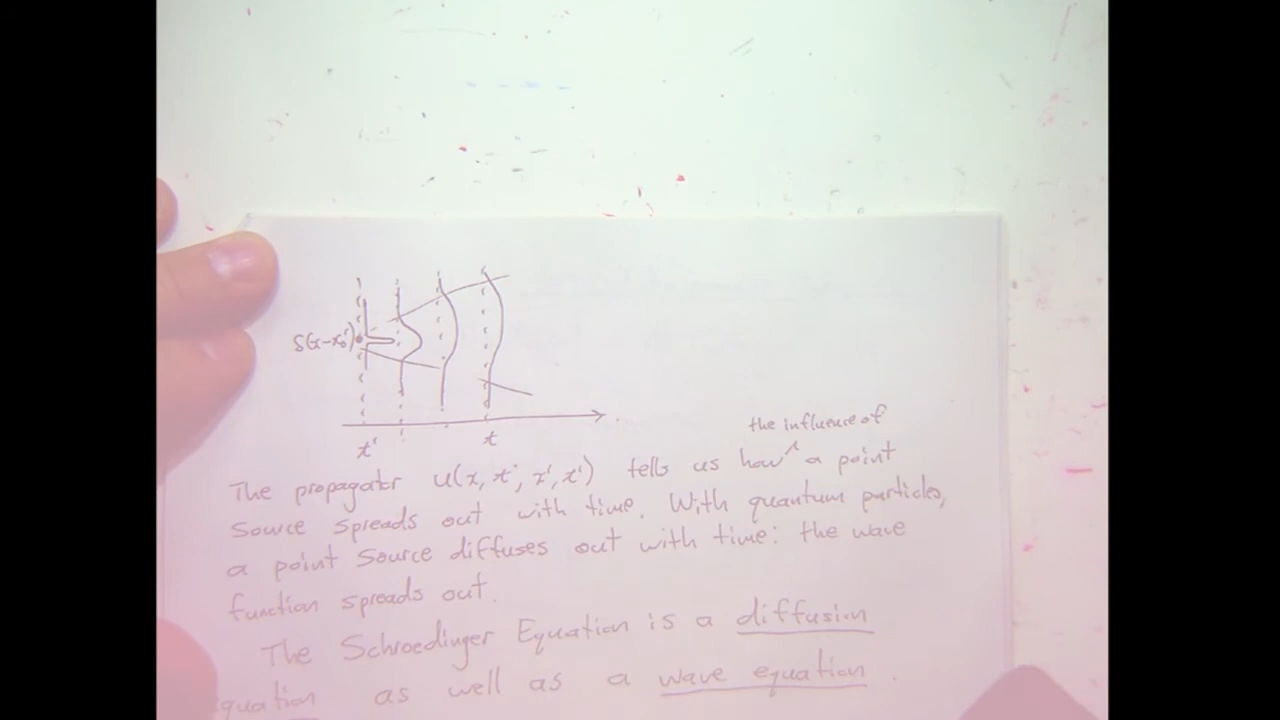 δ(x-x₀')
t' t
the influence of
The propagator u(x,t; x',t') tells us how ^ a point
source spreads out with time. With quantum particles,
a point source diffuses out with time: the wave
function spreads out.
The Schroedinger Equation is a diffusion
equation as well as a wave equation.